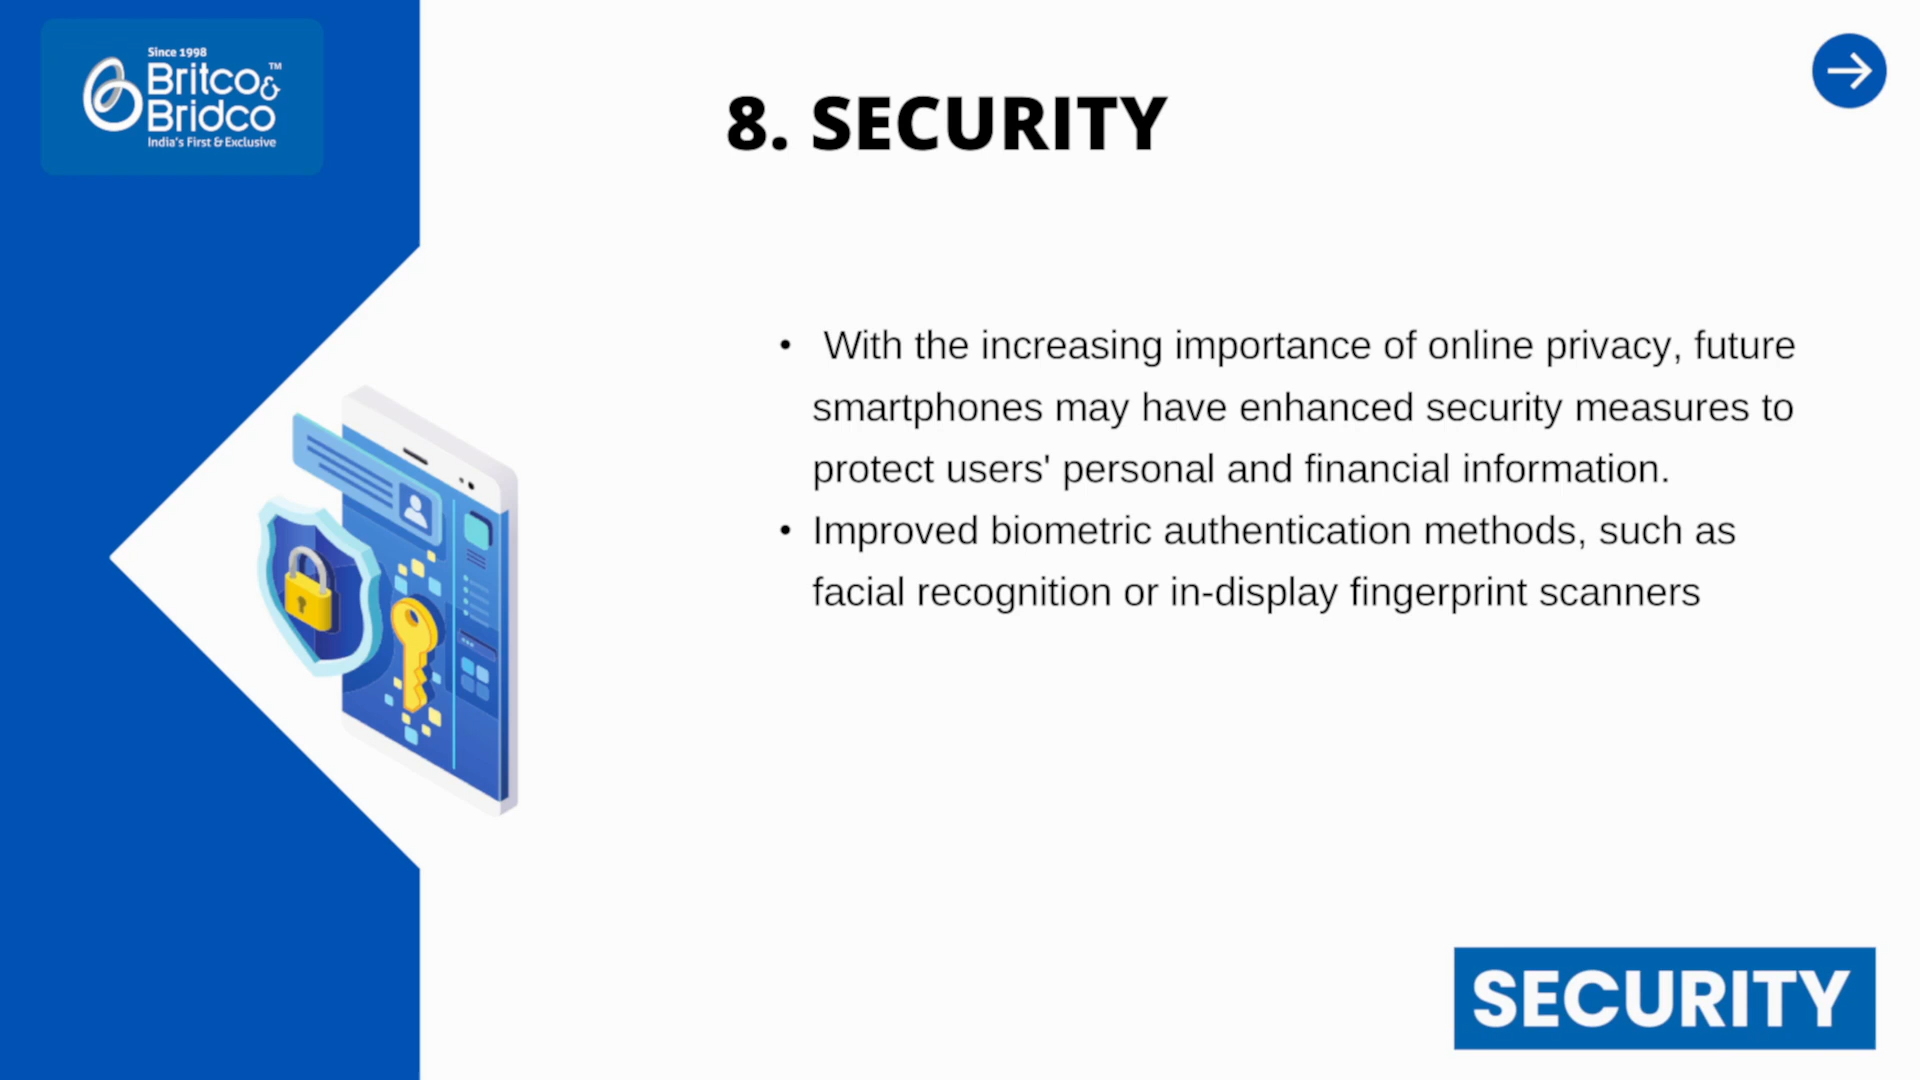 Since 1998
Britco&
Bridco™
India's First & Exclusive
8. SECURITY
• With the increasing importance of online privacy, future
smartphones may have enhanced security measures to
protect users' personal and financial information.
• Improved biometric authentication methods, such as
facial recognition or in-display fingerprint scanners
SECURITY